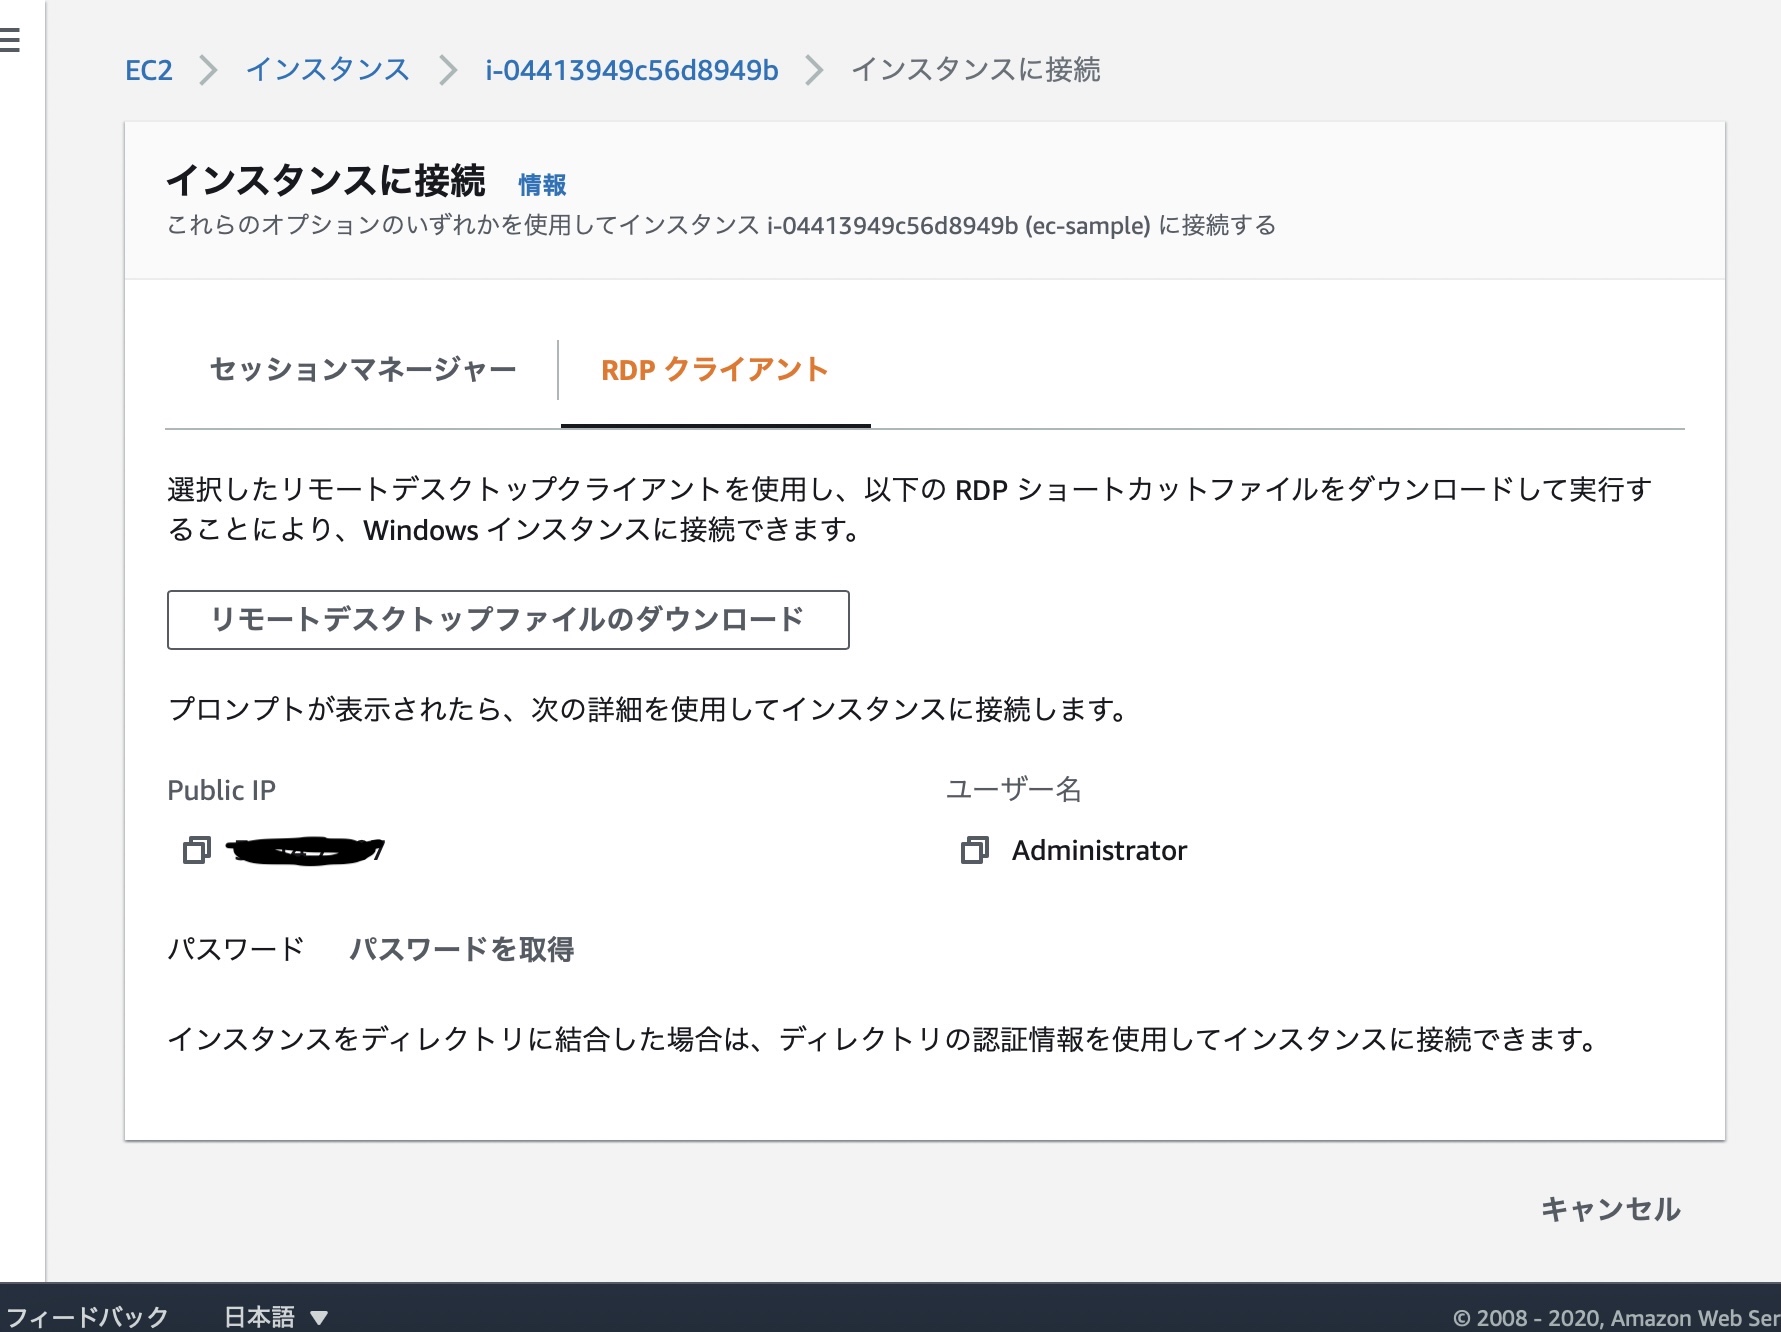 EC2 > インスタンス > i-04413949c56d8949b > インスタンスに接続
インスタンスに接続 情報
これらのオプションのいずれかを使用してインスタンス i-04413949c56d8949b (ec-sample) に接続する
セッションマネージャー RDP クライアント
選択したリモートデスクトップクライアントを使用し、以下の RDP ショートカットファイルをダウンロードして実行す
ることにより、Windows インスタンスに接続できます。
リモートデスクトップファイルのダウンロード
プロンプトが表示されたら、次の詳細を使用してインスタンスに接続します。
Public IP ユーザー名
Administrator
パスワード パスワードを取得
インスタンスをディレクトリに結合した場合は、ディレクトリの認証情報を使用してインスタンスに接続できます。
キャンセル
フィードバック 日本語 ▼ © 2008 - 2020, Amazon Web Ser